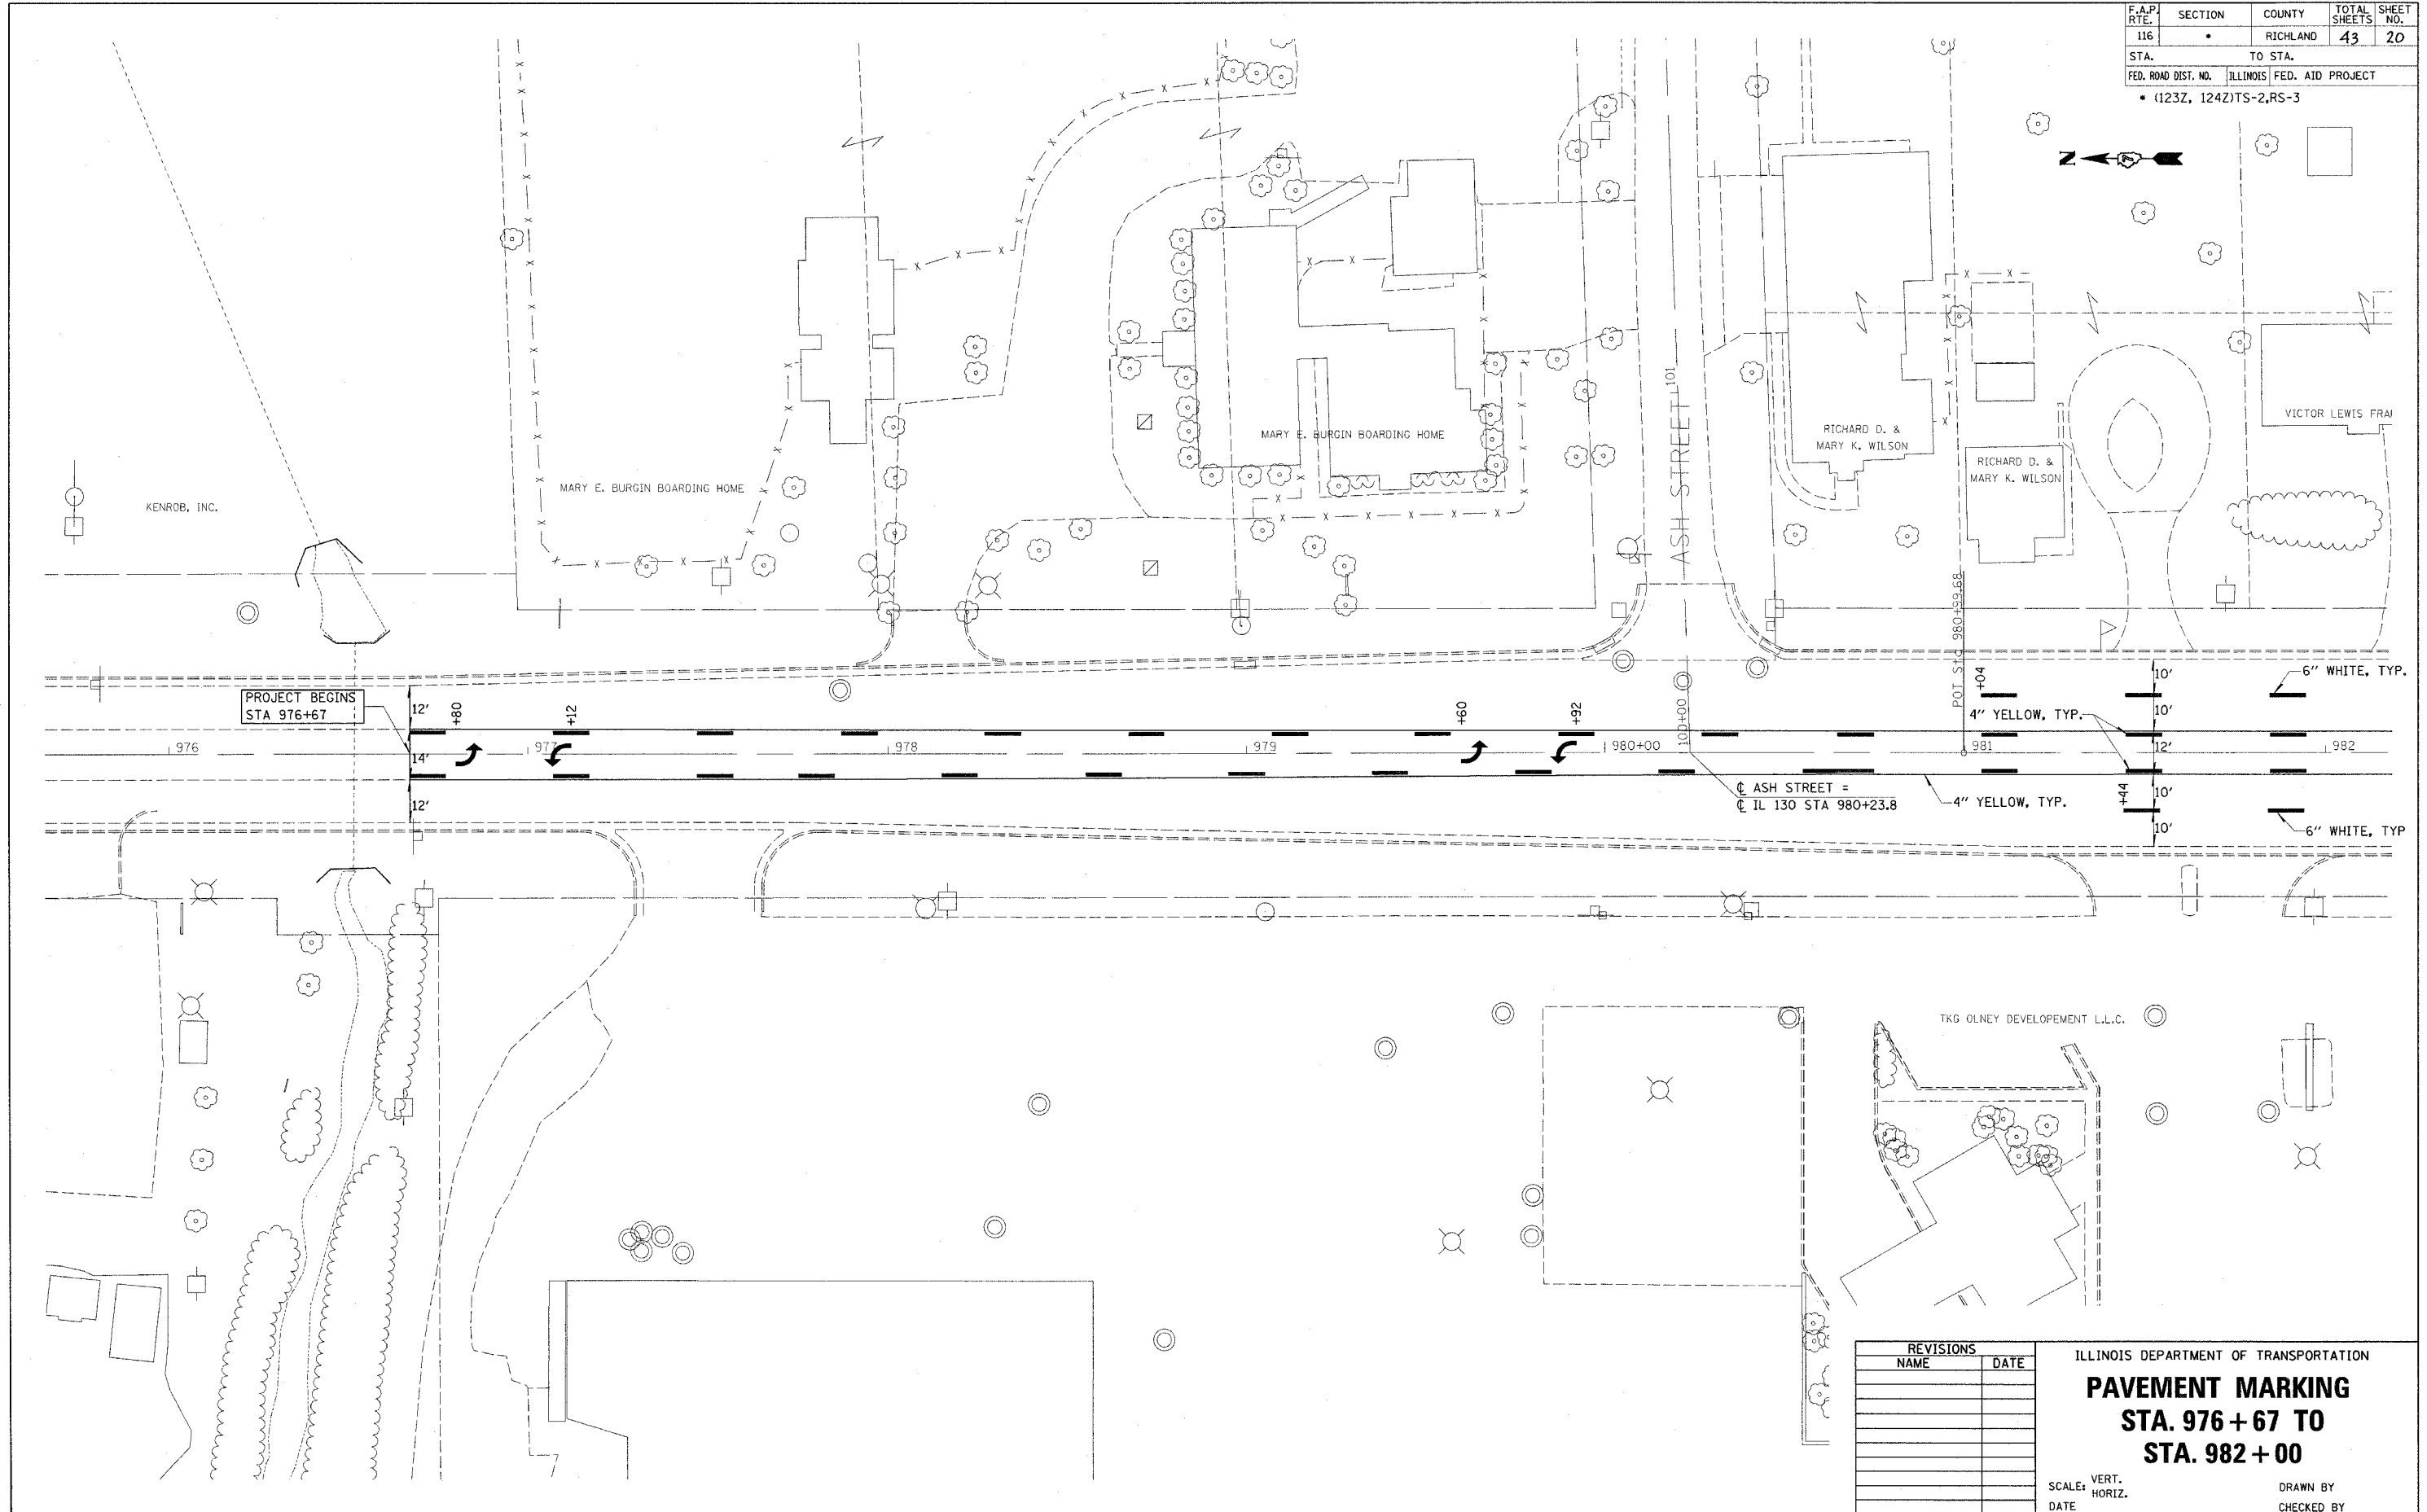 F.A.P. RTE. SECTION COUNTY TOTAL SHEETS SHEET NO.
116 * RICHLAND 43 20
STA. TO STA.
FED. ROAD DIST. NO. ILLINOIS FED. AID PROJECT
* (123Z, 124Z)TS-2,RS-3
N
KENROB, INC.
MARY E. BURGIN BOARDING HOME
MARY E. BURGIN BOARDING HOME
ASH STREET
101
RICHARD D. &
MARY K. WILSON
RICHARD D. &
MARY K. WILSON
VICTOR LEWIS FRA
PROJECT BEGINS
STA 976+67
12'
14'
12'
+80
+12
+60
+92
100+00
POT Sta 980+99.68
+04
+44
976
977
978
979
980+00
981
982
10'
10'
12'
10'
10'
6" WHITE, TYP.
4" YELLOW, TYP.
4" YELLOW, TYP.
6" WHITE, TYP
℄ ASH STREET =
℄ IL 130 STA 980+23.8
TKG OLNEY DEVELOPEMENT L.L.C.
REVISIONS
NAME DATE
ILLINOIS DEPARTMENT OF TRANSPORTATION
PAVEMENT MARKING
STA. 976+67 TO
STA. 982+00
SCALE: VERT.
HORIZ.
DRAWN BY
DATE
CHECKED BY